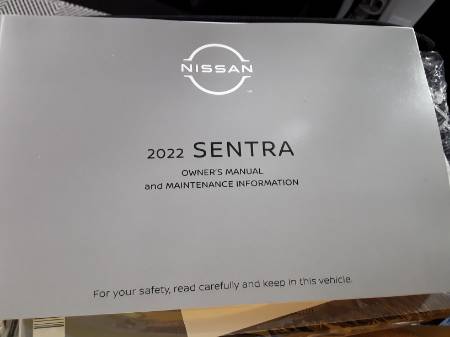 NISSAN
2022 SENTRA
OWNER'S MANUAL
and MAINTENANCE INFORMATION
For your safety, read carefully and keep in this vehicle.